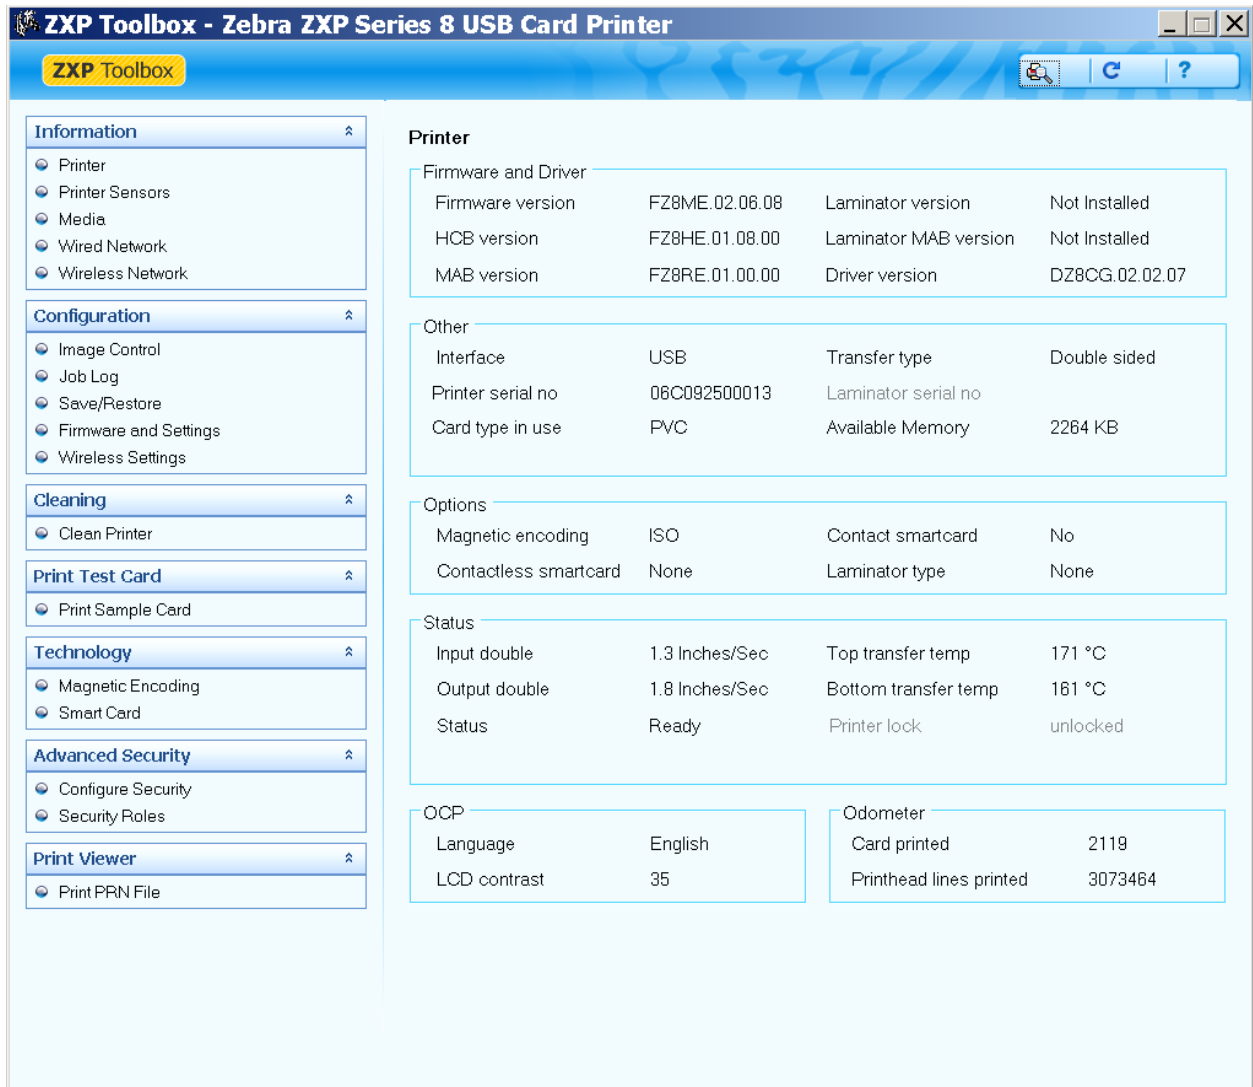 ZXP Toolbox - Zebra ZXP Series 8 USB Card Printer
ZXP Toolbox
?
Information
Printer
Printer Sensors
Media
Wired Network
Wireless Network
Configuration
Image Control
Job Log
Save/Restore
Firmware and Settings
Wireless Settings
Cleaning
Clean Printer
Print Test Card
Print Sample Card
Technology
Magnetic Encoding
Smart Card
Advanced Security
Configure Security
Security Roles
Print Viewer
Print PRN File
Printer
Firmware and Driver
Firmware version FZ8ME.02.06.08 Laminator version Not Installed
HCB version FZ8HE.01.08.00 Laminator MAB version Not Installed
MAB version FZ8RE.01.00.00 Driver version DZ8CG.02.02.07
Other
Interface USB Transfer type Double sided
Printer serial no 06C092500013 Laminator serial no
Card type in use PVC Available Memory 2264 KB
Options
Magnetic encoding ISO Contact smartcard No
Contactless smartcard None Laminator type None
Status
Input double 1.3 Inches/Sec Top transfer temp 171 °C
Output double 1.8 Inches/Sec Bottom transfer temp 161 °C
Status Ready Printer lock unlocked
OCP
Language English
LCD contrast 35
Odometer
Card printed 2119
Printhead lines printed 3073464